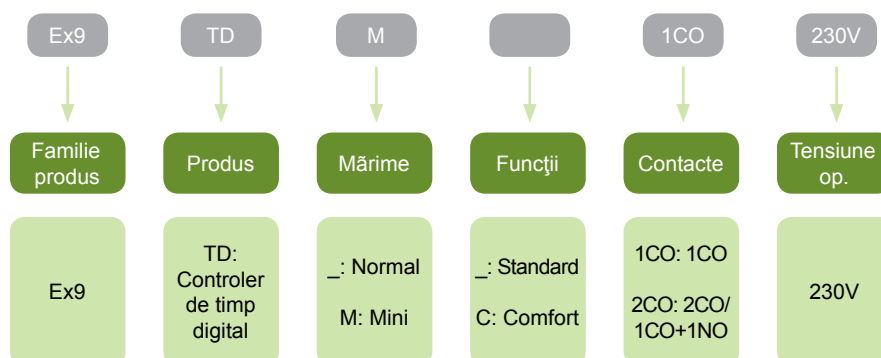 Ex9
TD
M
1CO
230V
Familie
produs
Produs
Mãrime
Funcţii
Contacte
Tensiune
op.
Ex9
TD:
Controler
de timp
digital
_: Normal
M: Mini
_: Standard
C: Comfort
1CO: 1CO
2CO: 2CO/
1CO+1NO
230V